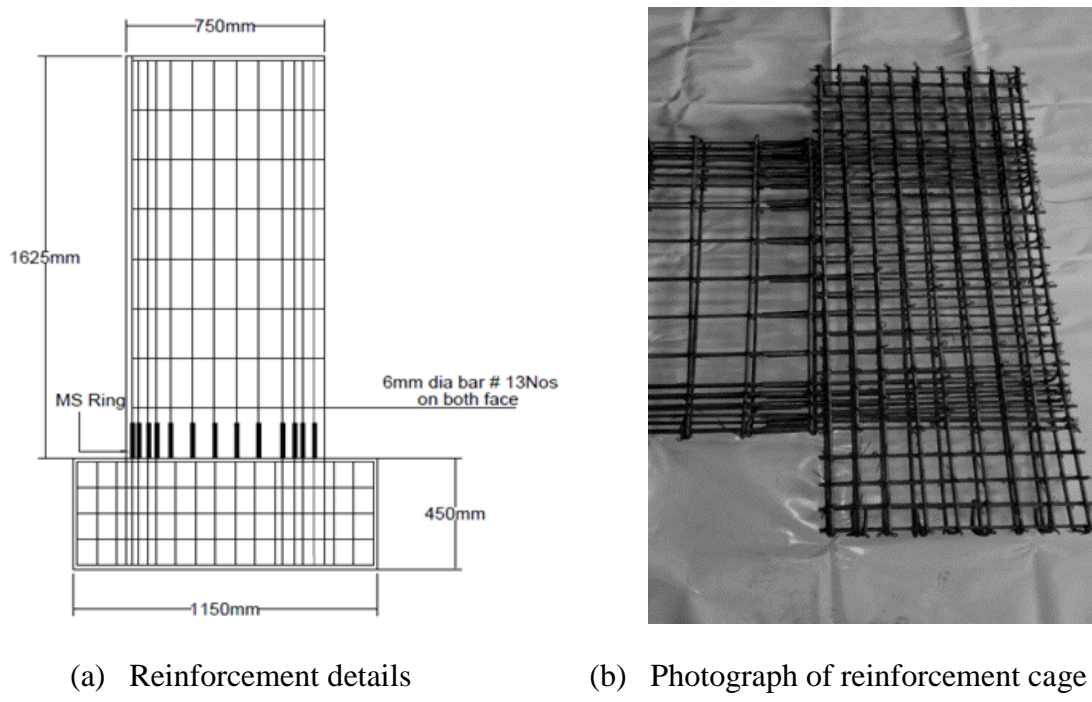 750mm
1625mm
6mm dia bar # 13Nos
on both face
MS Ring
450mm
1150mm
(a) Reinforcement details
(b) Photograph of reinforcement cage